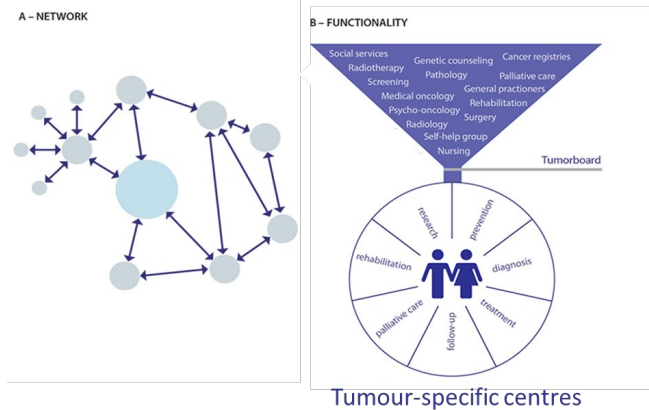 A – NETWORK
B – FUNCTIONALITY
Social services
Genetic counseling
Cancer registries
Radiotherapy
Pathology
Palliative care
Screening
General practioners
Medical oncology
Rehabilitation
Psycho-oncology
Surgery
Radiology
Self-help group
Nursing
Tumorboard
research
prevention
rehabilitation
diagnosis
palliative care
treatment
follow-up
Tumour-specific centres